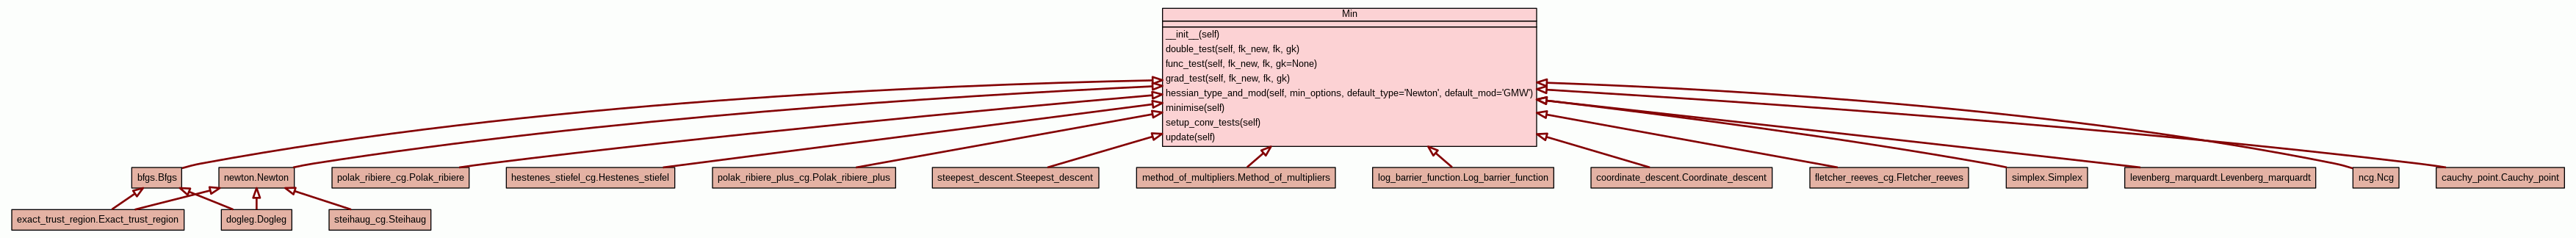 Min
__init__(self)
double_test(self, fk_new, fk, gk)
func_test(self, fk_new, fk, gk=None)
grad_test(self, fk_new, fk, gk)
hessian_type_and_mod(self, min_options, default_type='Newton', default_mod='GMW')
minimise(self)
setup_conv_tests(self)
update(self)
bfgs.Bfgs
newton.Newton
polak_ribiere_cg.Polak_ribiere
hestenes_stiefel_cg.Hestenes_stiefel
polak_ribiere_plus_cg.Polak_ribiere_plus
steepest_descent.Steepest_descent
method_of_multipliers.Method_of_multipliers
log_barrier_function.Log_barrier_function
coordinate_descent.Coordinate_descent
fletcher_reeves_cg.Fletcher_reeves
simplex.Simplex
levenberg_marquardt.Levenberg_marquardt
ncg.Ncg
cauchy_point.Cauchy_point
exact_trust_region.Exact_trust_region
dogleg.Dogleg
steihaug_cg.Steihaug